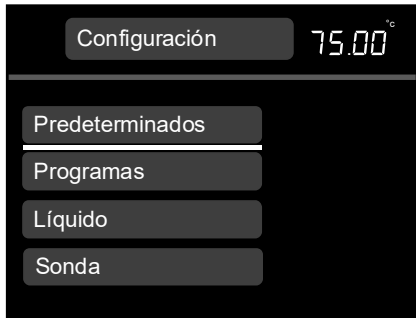 Configuración
75.00°c
Predeterminados
Programas
Líquido
Sonda